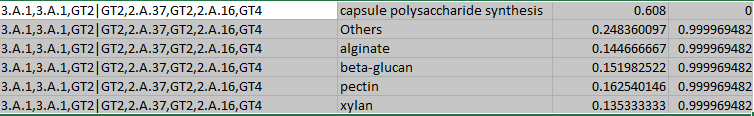 3.A.1,3.A.1,GT2|GT2,2.A.37,GT2,2.A.16,GT4 capsule polysaccharide synthesis 0.608 0
3.A.1,3.A.1,GT2|GT2,2.A.37,GT2,2.A.16,GT4 Others 0.248360097 0.999969482
3.A.1,3.A.1,GT2|GT2,2.A.37,GT2,2.A.16,GT4 alginate 0.144666667 0.999969482
3.A.1,3.A.1,GT2|GT2,2.A.37,GT2,2.A.16,GT4 beta-glucan 0.151982522 0.999969482
3.A.1,3.A.1,GT2|GT2,2.A.37,GT2,2.A.16,GT4 pectin 0.162540146 0.999969482
3.A.1,3.A.1,GT2|GT2,2.A.37,GT2,2.A.16,GT4 xylan 0.135333333 0.999969482